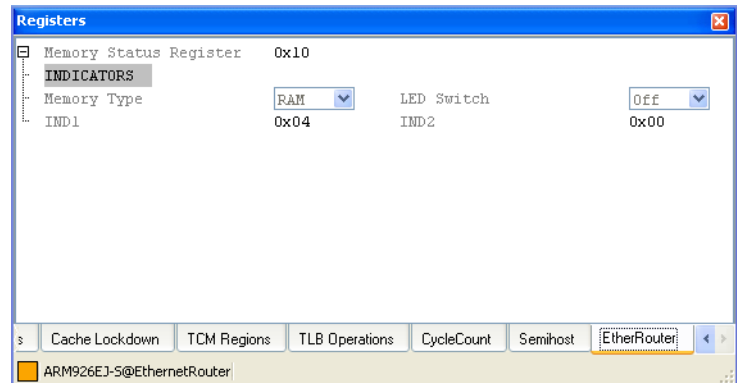 Registers
Memory Status Register 0x10
INDICATORS
Memory Type RAM LED Switch Off
IND1 0x04 IND2 0x00
s Cache Lockdown TCM Regions TLB Operations CycleCount Semihost EtherRouter
ARM926EJ-S@EthernetRouter